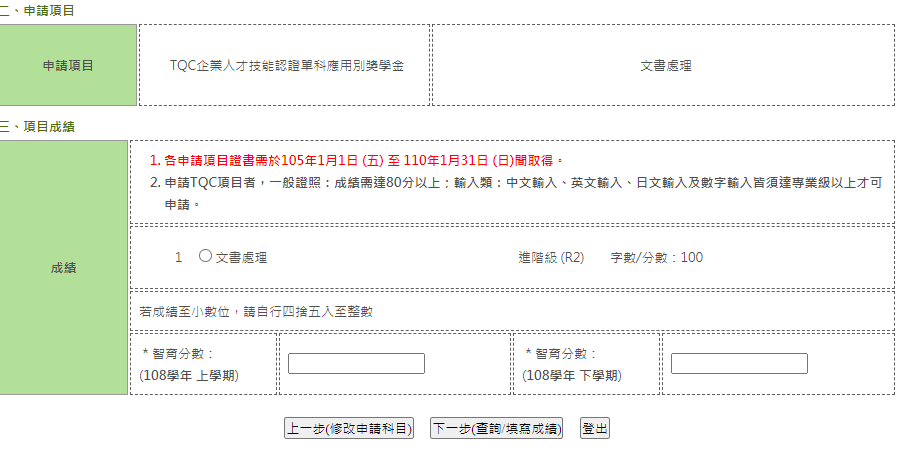 二、申請項目
申請項目
TQC企業人才技能認證單科應用別獎學金
文書處理
三、項目成績
成績
1. 各申請項目證書需於105年1月1日 (五) 至 110年1月31日 (日)間取得。
2. 申請TQC項目者，一般證照：成績需達80分以上；輸入類：中文輸入、英文輸入、日文輸入及數字輸入皆須達專業級以上才可
申請。
1 文書處理 進階級 (R2) 字數/分數：100
若成績至小數位，請自行四捨五入至整數
* 智育分數：
(108學年 上學期)
* 智育分數：
(108學年 下學期)
上一步(修改申請科目) 下一步(查詢/填寫成績) 登出